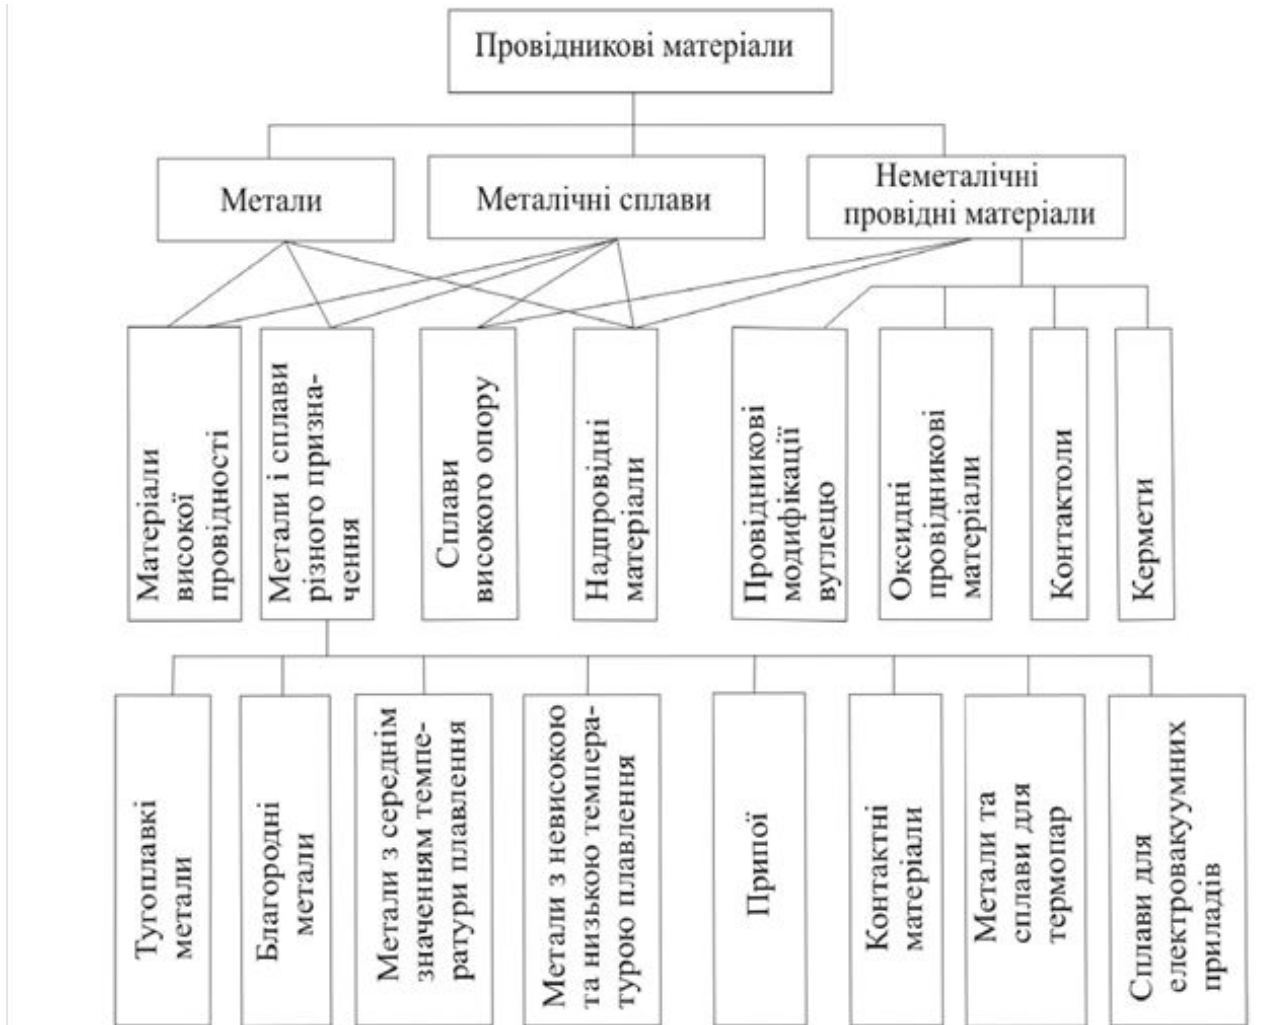 Провідникові матеріали
Метали
Металічні сплави
Неметалічні
провідні матеріали
Матеріали
високої
провідності
Метали і сплави
різного призна-
чення
Сплави
високого опору
Надпровідні
матеріали
Провідникові
модифікації
вуглецю
Оксидні
провідникові
матеріали
Контактоли
Кермети
Тугоплавкі
метали
Благородні
метали
Метали з середнім
значенням темпе-
ратури плавлення
Метали з невисокою
та низькою темпера-
турою плавлення
Припої
Контактні
матеріали
Метали та
сплави для
термопар
Сплави для
електровакуумних
приладів